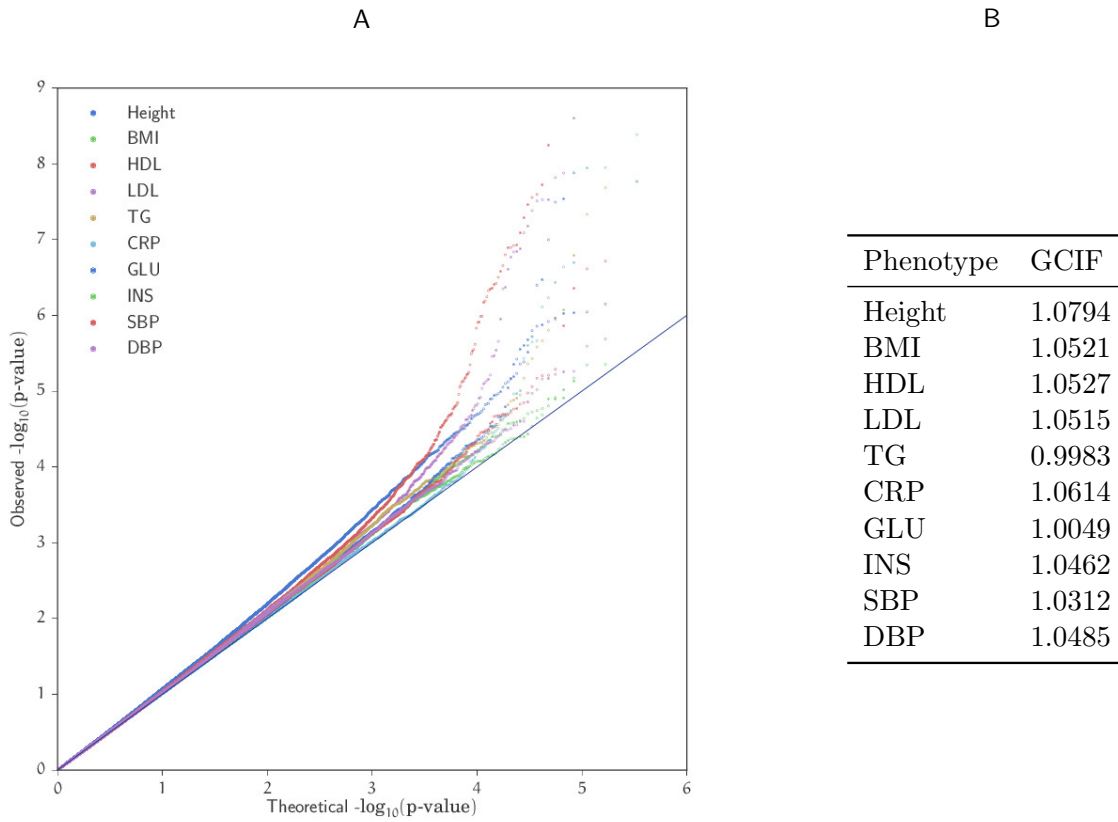 A
B
9
8
7
6
5
4
3
2
1
0
Observed -log10(p-value)
Height
BMI
HDL
LDL
TG
CRP
GLU
INS
SBP
DBP
0 1 2 3 4 5 6
Theoretical -log10(p-value)
Phenotype GCIF
Height 1.0794
BMI 1.0521
HDL 1.0527
LDL 1.0515
TG 0.9983
CRP 1.0614
GLU 1.0049
INS 1.0462
SBP 1.0312
DBP 1.0485